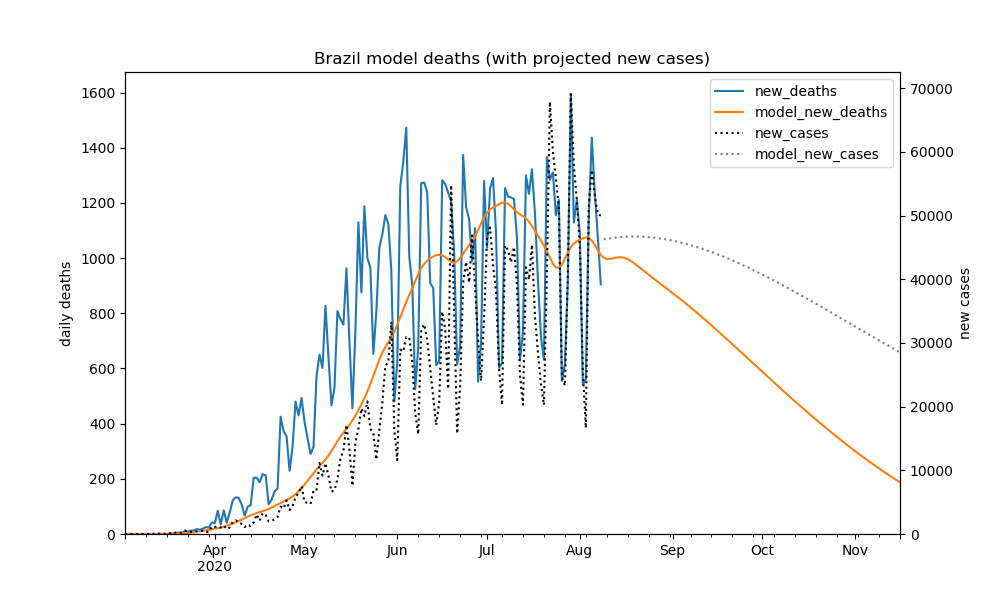 Brazil model deaths (with projected new cases)
new_deaths
model_new_deaths
new_cases
model_new_cases
daily deaths
1600
1400
1200
1000
800
600
400
200
0
new cases
70000
60000
50000
40000
30000
20000
10000
0
Apr
2020
May
Jun
Jul
Aug
Sep
Oct
Nov